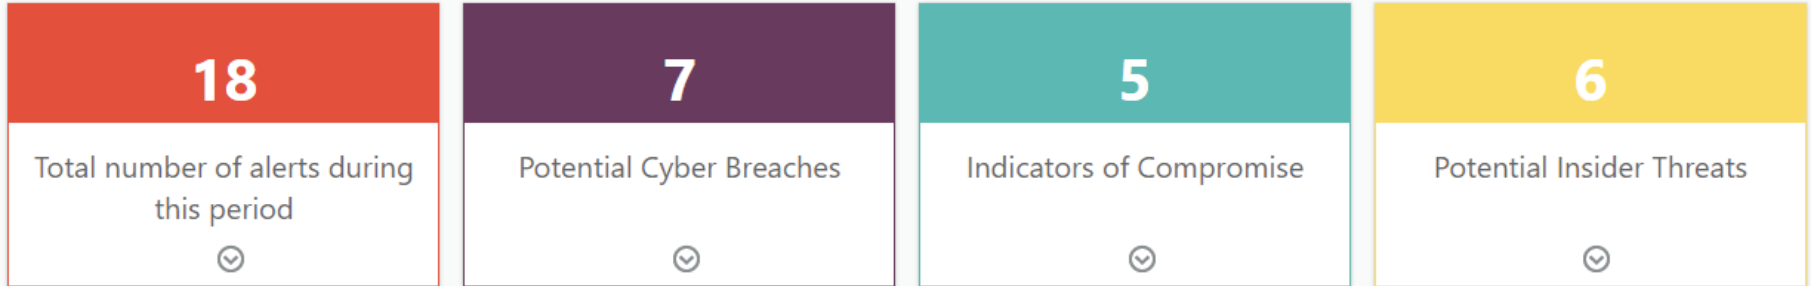 18
Total number of alerts during
this period
7
Potential Cyber Breaches
5
Indicators of Compromise
6
Potential Insider Threats